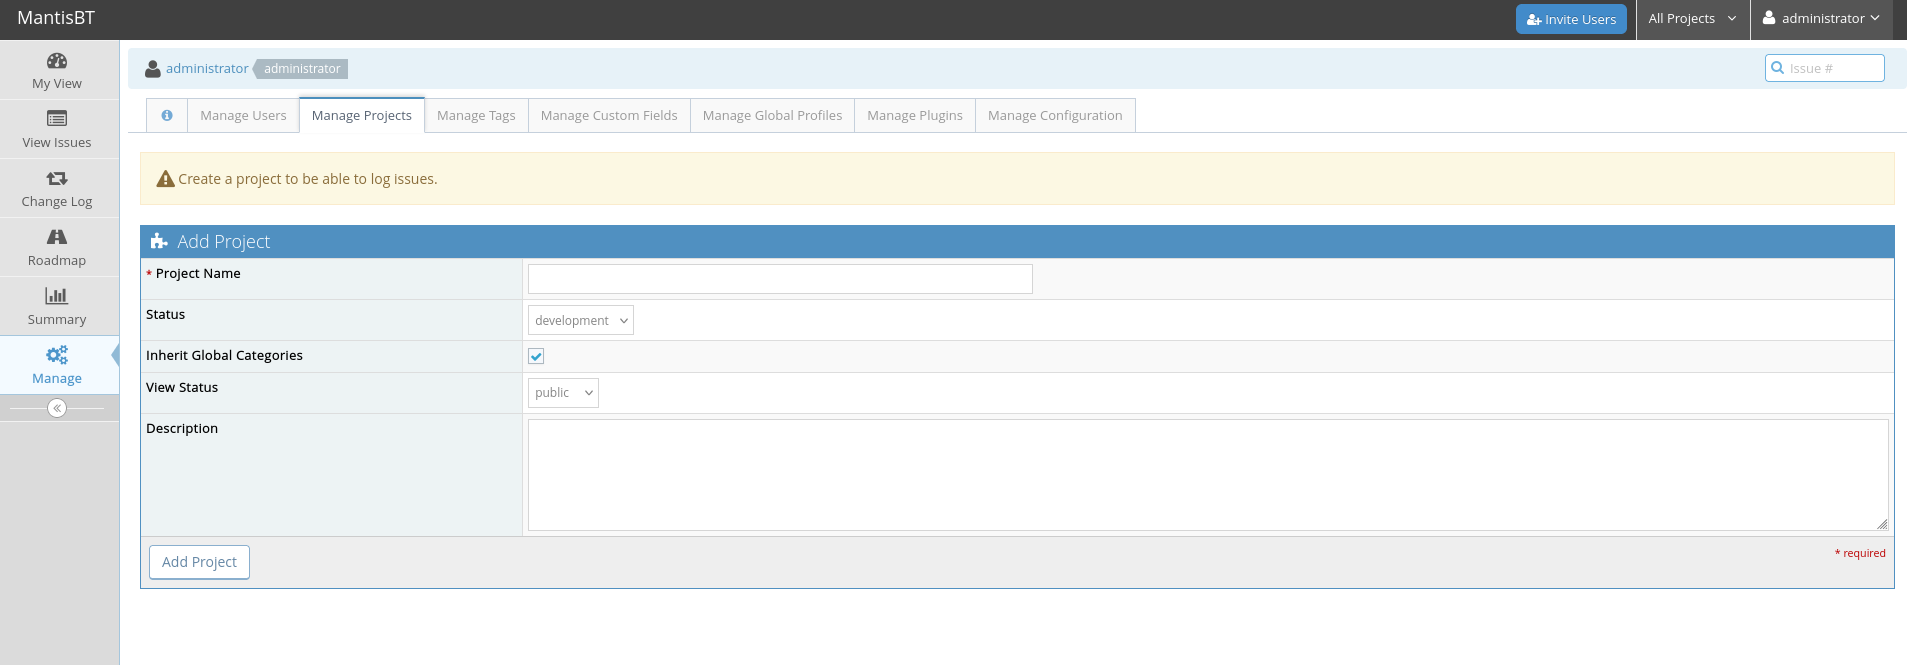 MantisBT
Invite Users
All Projects
administrator
My View
View Issues
Change Log
Roadmap
Summary
Manage
administrator administrator
Issue #
Manage Users
Manage Projects
Manage Tags
Manage Custom Fields
Manage Global Profiles
Manage Plugins
Manage Configuration
Create a project to be able to log issues.
Add Project
* Project Name
Status
development
Inherit Global Categories
View Status
public
Description
Add Project
* required